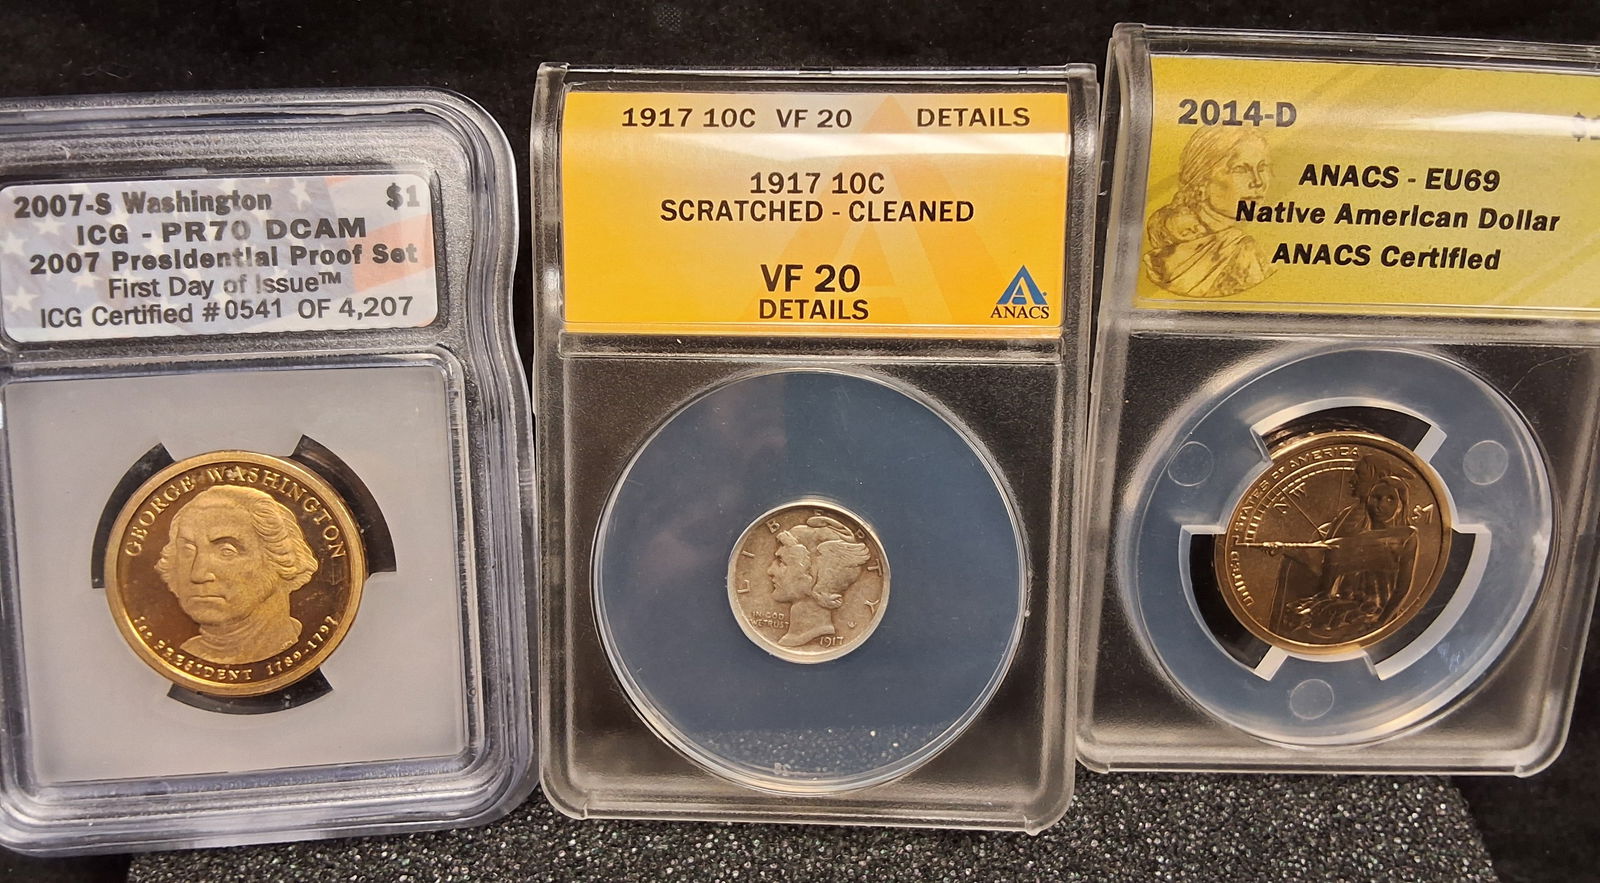 2007-S Washington $1
ICG - PR70 DCAM
2007 Presidential Proof Set
First Day of Issue™
ICG Certified #0541 OF 4,207
GEORGE WASHINGTON
1st PRESIDENT 1789-1797
1917 10C VF 20 DETAILS
1917 10C
SCRATCHED - CLEANED
VF 20
DETAILS
ANACS
LIBERTY
IN GOD
WE TRUST
1917
2014-D
ANACS - EU69
Native American Dollar
ANACS Certified
UNITED STATES OF AMERICA
$1